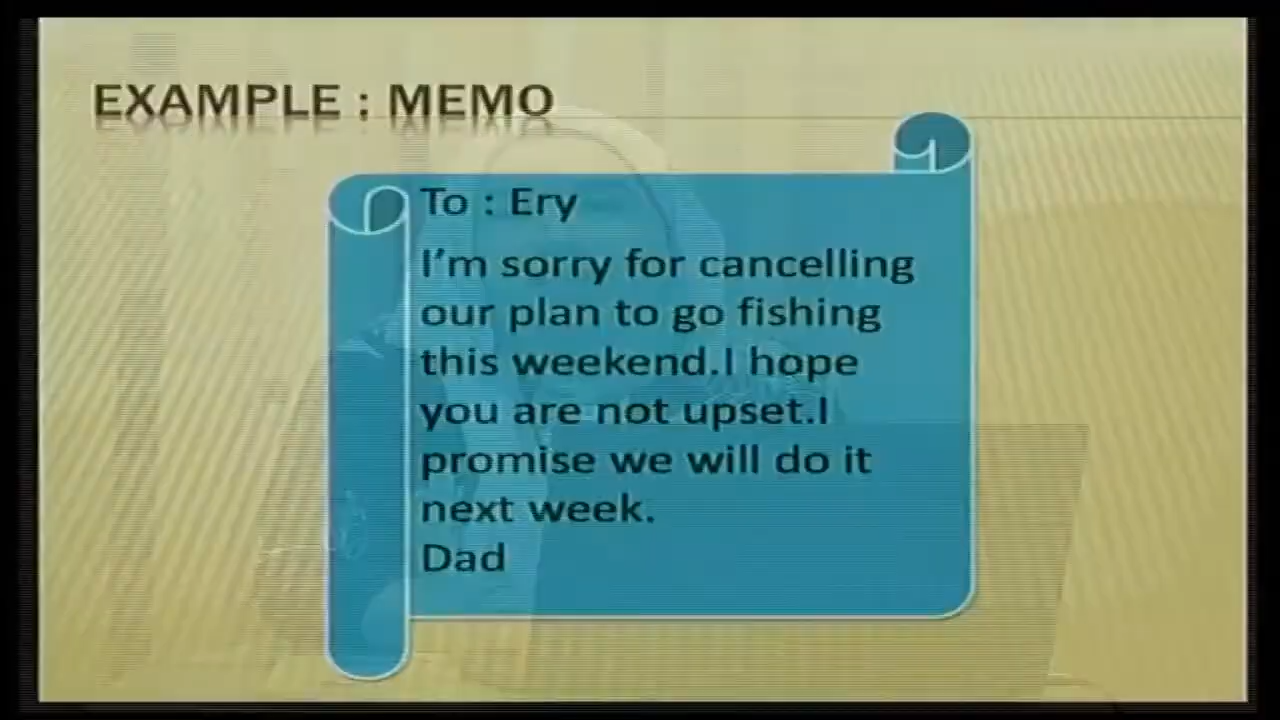 EXAMPLE : MEMO
To : Ery
I'm sorry for cancelling
our plan to go fishing
this weekend.I hope
you are not upset.I
promise we will do it
next week.
Dad